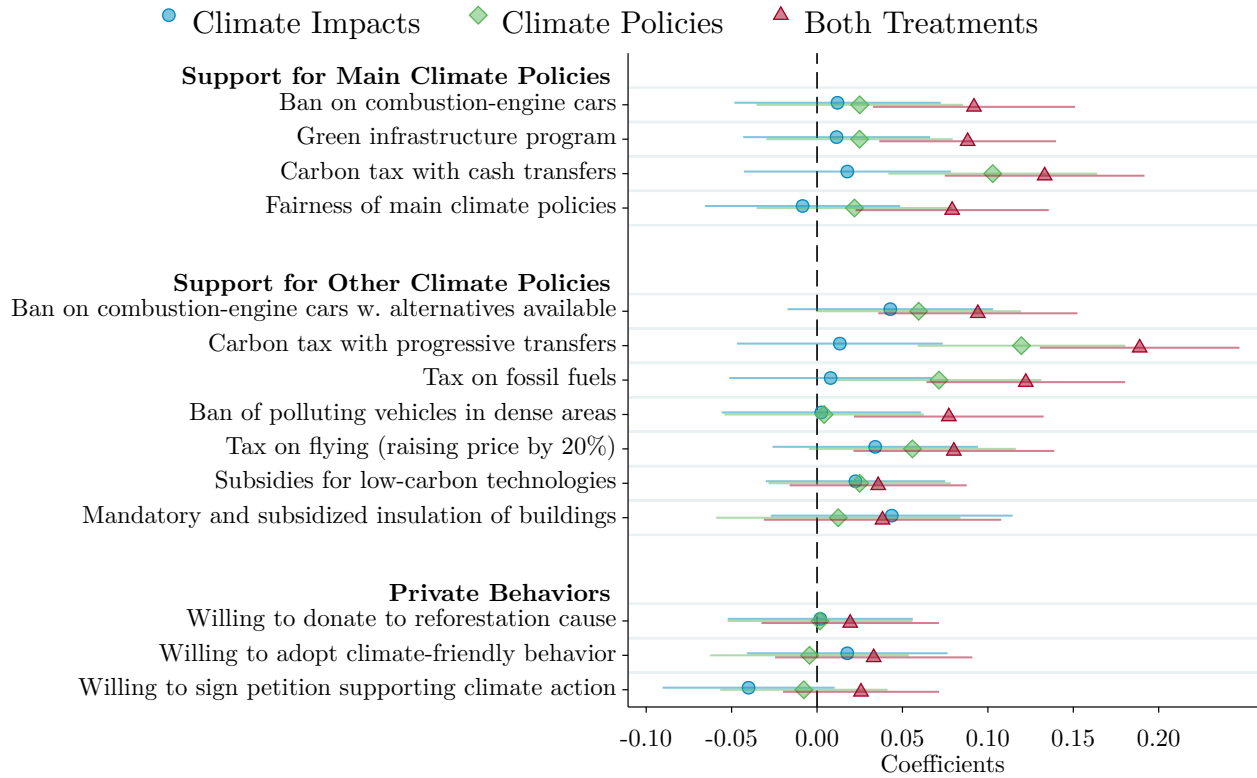 Climate Impacts Climate Policies Both Treatments
Support for Main Climate Policies
Ban on combustion-engine cars
Green infrastructure program
Carbon tax with cash transfers
Fairness of main climate policies
Support for Other Climate Policies
Ban on combustion-engine cars w. alternatives available
Carbon tax with progressive transfers
Tax on fossil fuels
Ban of polluting vehicles in dense areas
Tax on flying (raising price by 20%)
Subsidies for low-carbon technologies
Mandatory and subsidized insulation of buildings
Private Behaviors
Willing to donate to reforestation cause
Willing to adopt climate-friendly behavior
Willing to sign petition supporting climate action
-0.10 -0.05 0.00 0.05 0.10 0.15 0.20
Coefficients